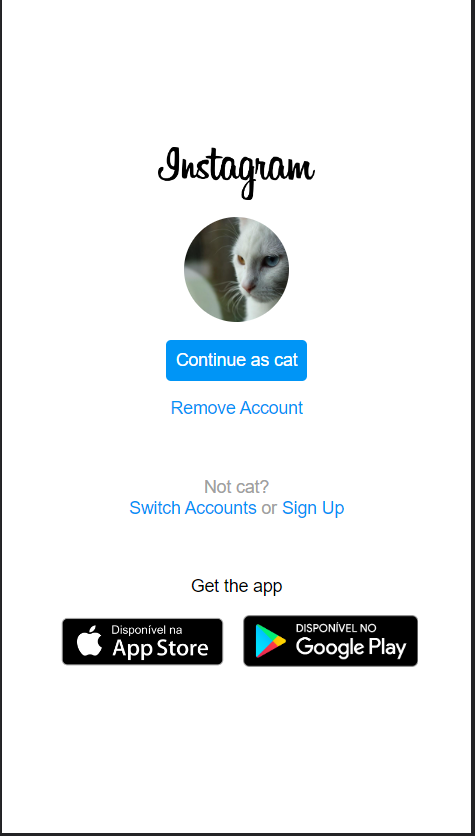 Instagram
Continue as cat
Remove Account
Not cat?
Switch Accounts or Sign Up
Get the app
Disponível na
App Store
DISPONÍVEL NO
Google Play